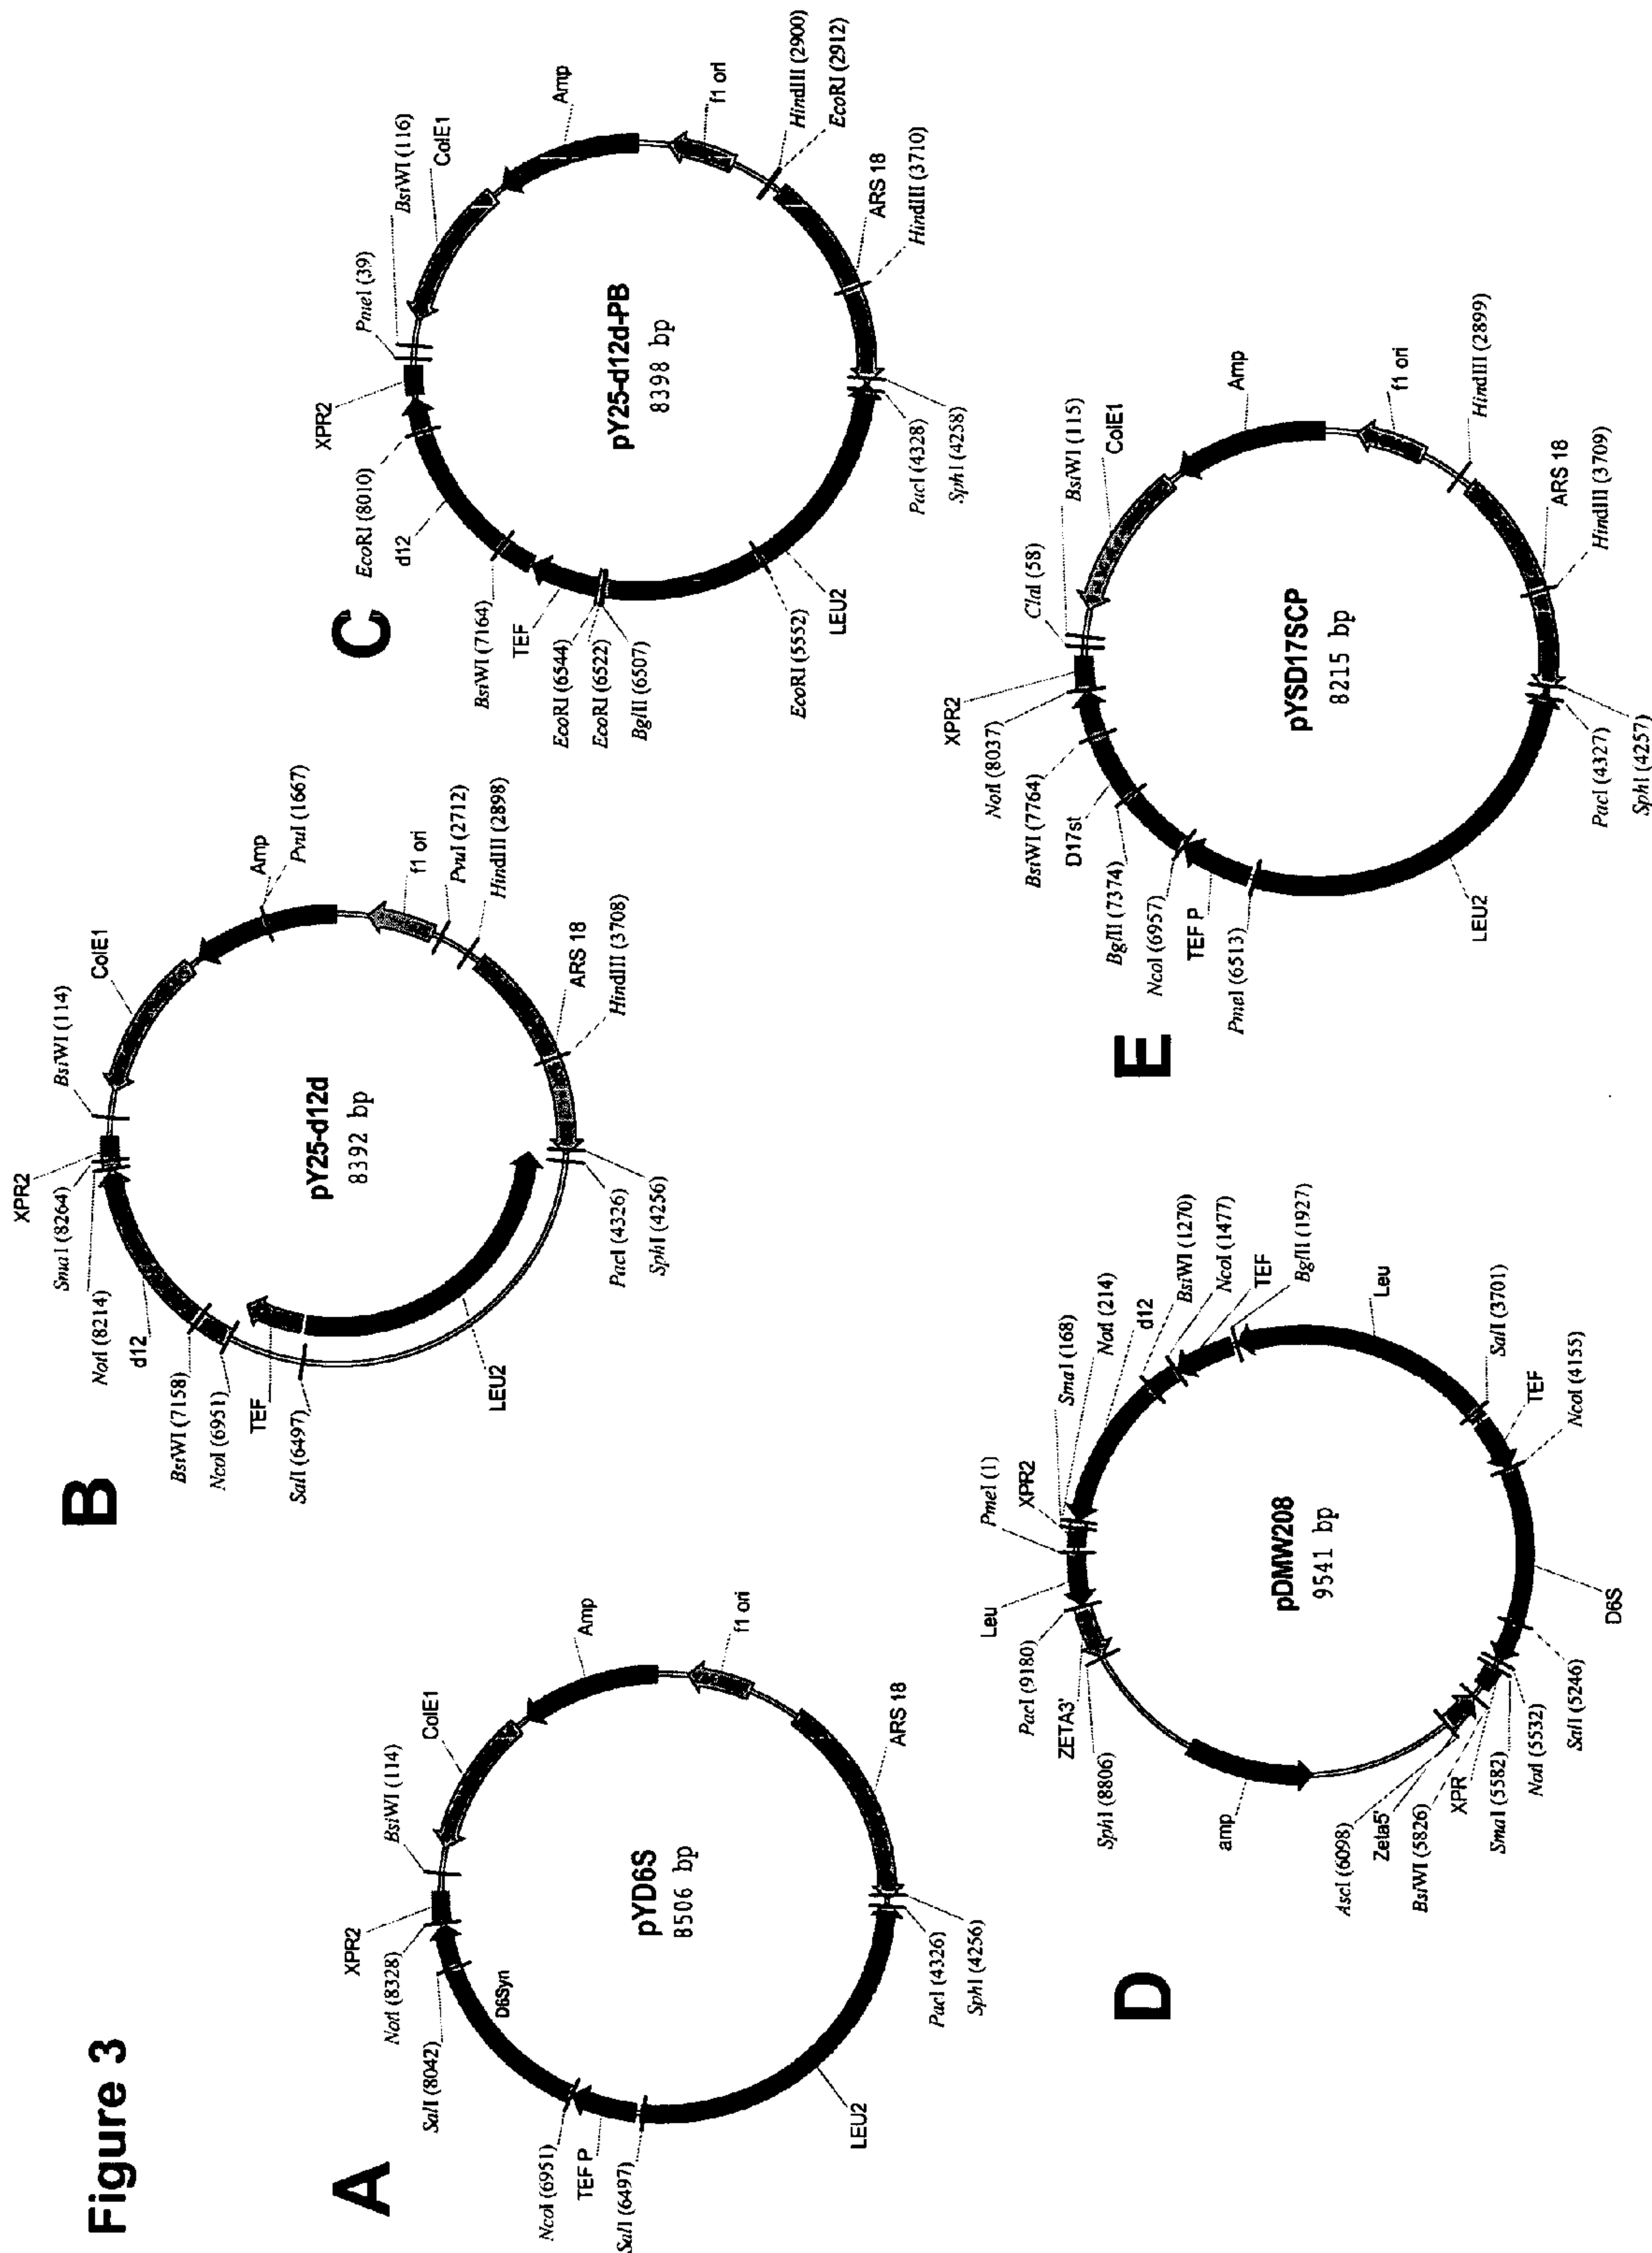 Figure 3
A
pYD6S
8506 bp
XPR2
BsiWI (114)
ColE1
Amp
f1 ori
ARS 18
SphI (4256)
PacI (4326)
LEU2
SalI (6497)
TEF P
NcoI (6951)
D6Syn
SalI (8042)
NotI (8328)
B
pY25-d12d
8392 bp
XPR2
BsiWI (114)
ColE1
Amp
PvuI (1667)
f1 ori
PvuI (2712)
HindIII (2898)
ARS 18
HindIII (3708)
SphI (4256)
PacI (4326)
LEU2
SalI (6497)
TEF
NcoI (6951)
BsiWI (7158)
d12
NotI (8214)
SmaI (8264)
C
pY25-d12d-PB
8398 bp
XPR2
PmeI (39)
BsiWI (116)
ColE1
Amp
f1 ori
HindIII (2900)
EcoRI (2912)
ARS 18
HindIII (3710)
SphI (4258)
PacI (4328)
LEU2
EcoRI (5552)
BglII (6507)
EcoRI (6522)
EcoRI (6544)
TEF
BsiWI (7164)
d12
EcoRI (8010)
D
pDMW208
9541 bp
PmeI (1)
XPR2
SmaI (168)
NotI (214)
d12
BsiWI (1270)
NcoI (1477)
TEF
BglII (1927)
Leu
SalI (3701)
TEF
NcoI (4155)
D6S
SalI (5246)
NotI (5532)
SmaI (5582)
XPR
BsiWI (5826)
Zeta5'
AscI (6098)
amp
SphI (8806)
ZETA3'
PacI (9180)
Leu
E
pYSD17SCP
8215 bp
XPR2
ClaI (58)
BsiWI (115)
ColE1
Amp
f1 ori
HindIII (2899)
ARS 18
HindIII (3709)
SphI (4257)
PacI (4327)
LEU2
PmeI (6513)
TEF P
NcoI (6957)
BglII (7374)
D17st
BsiWI (7764)
NotI (8037)